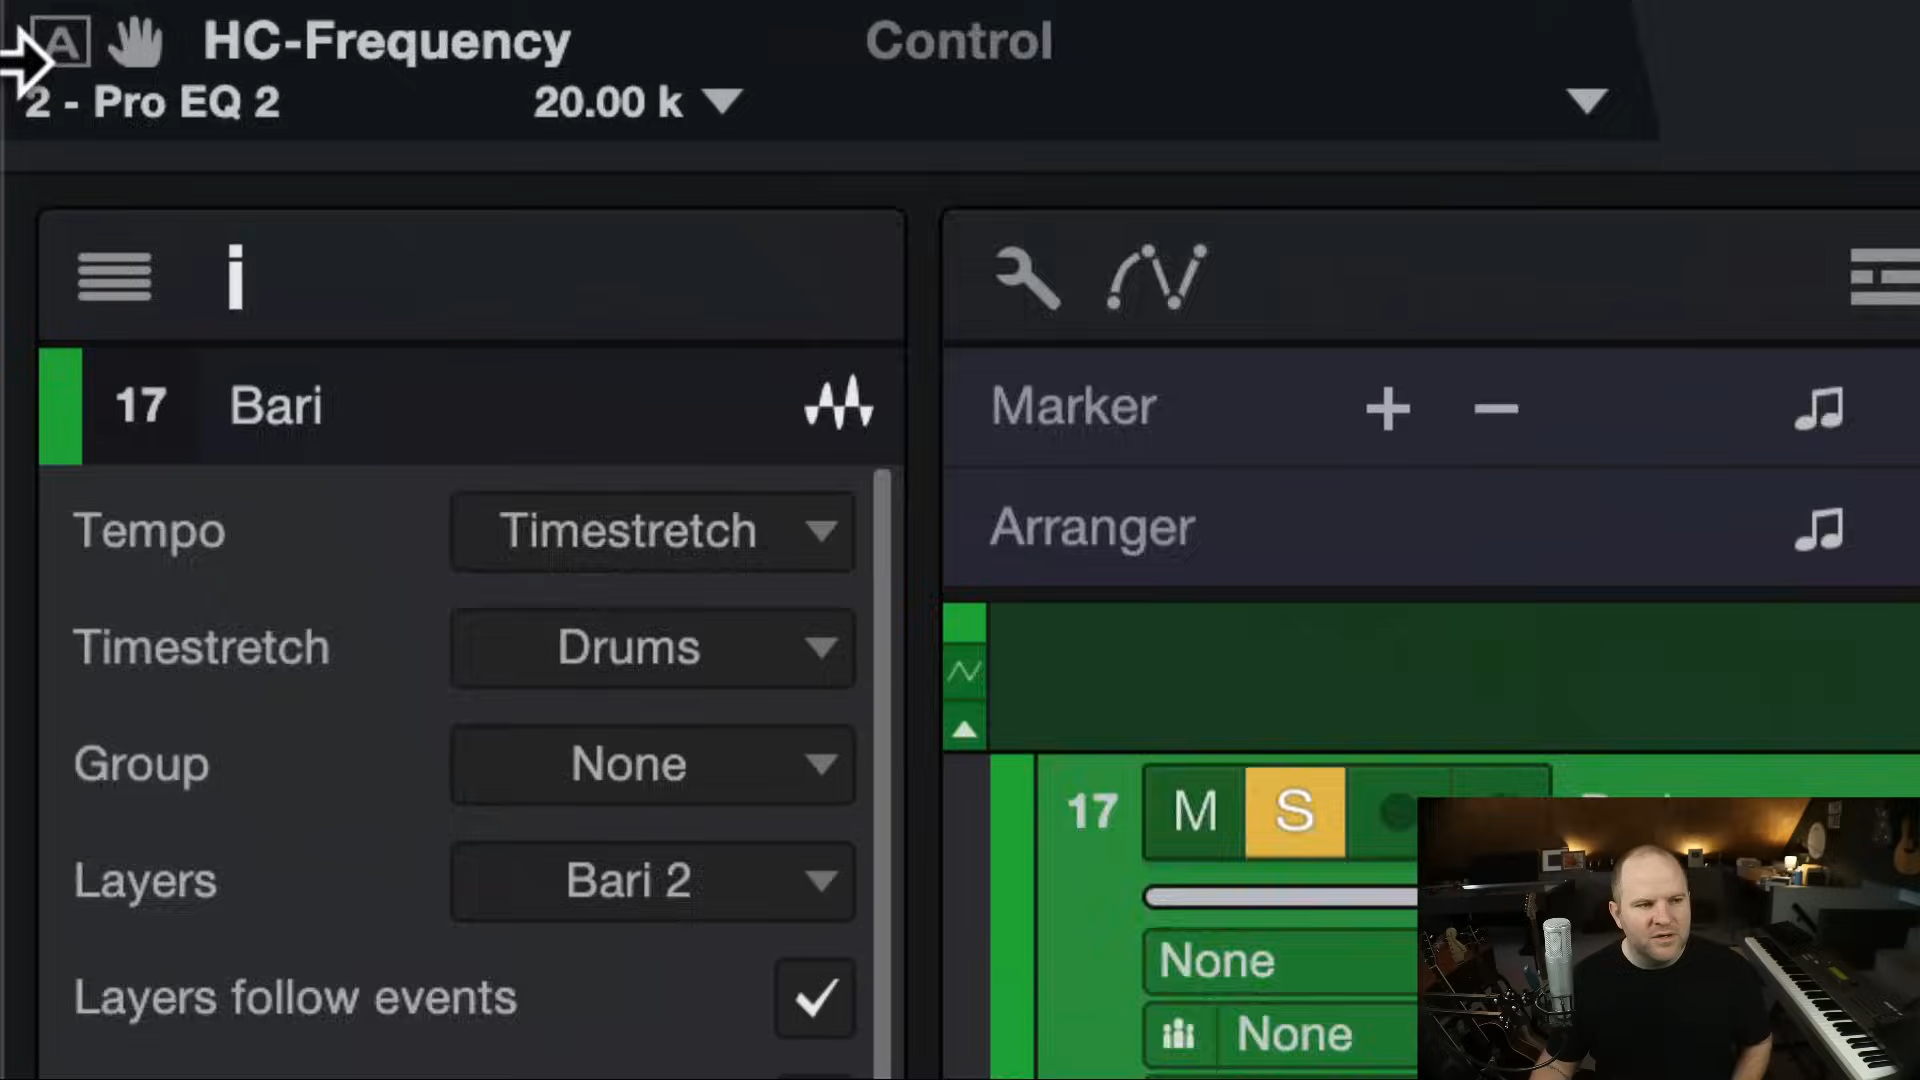 A HC-Frequency Control
2 - Pro EQ 2 20.00 k
i
17 Bari
Marker + −
Tempo Timestretch
Arranger
Timestretch Drums
Group None
17 M S
Layers Bari 2
None
Layers follow events
None